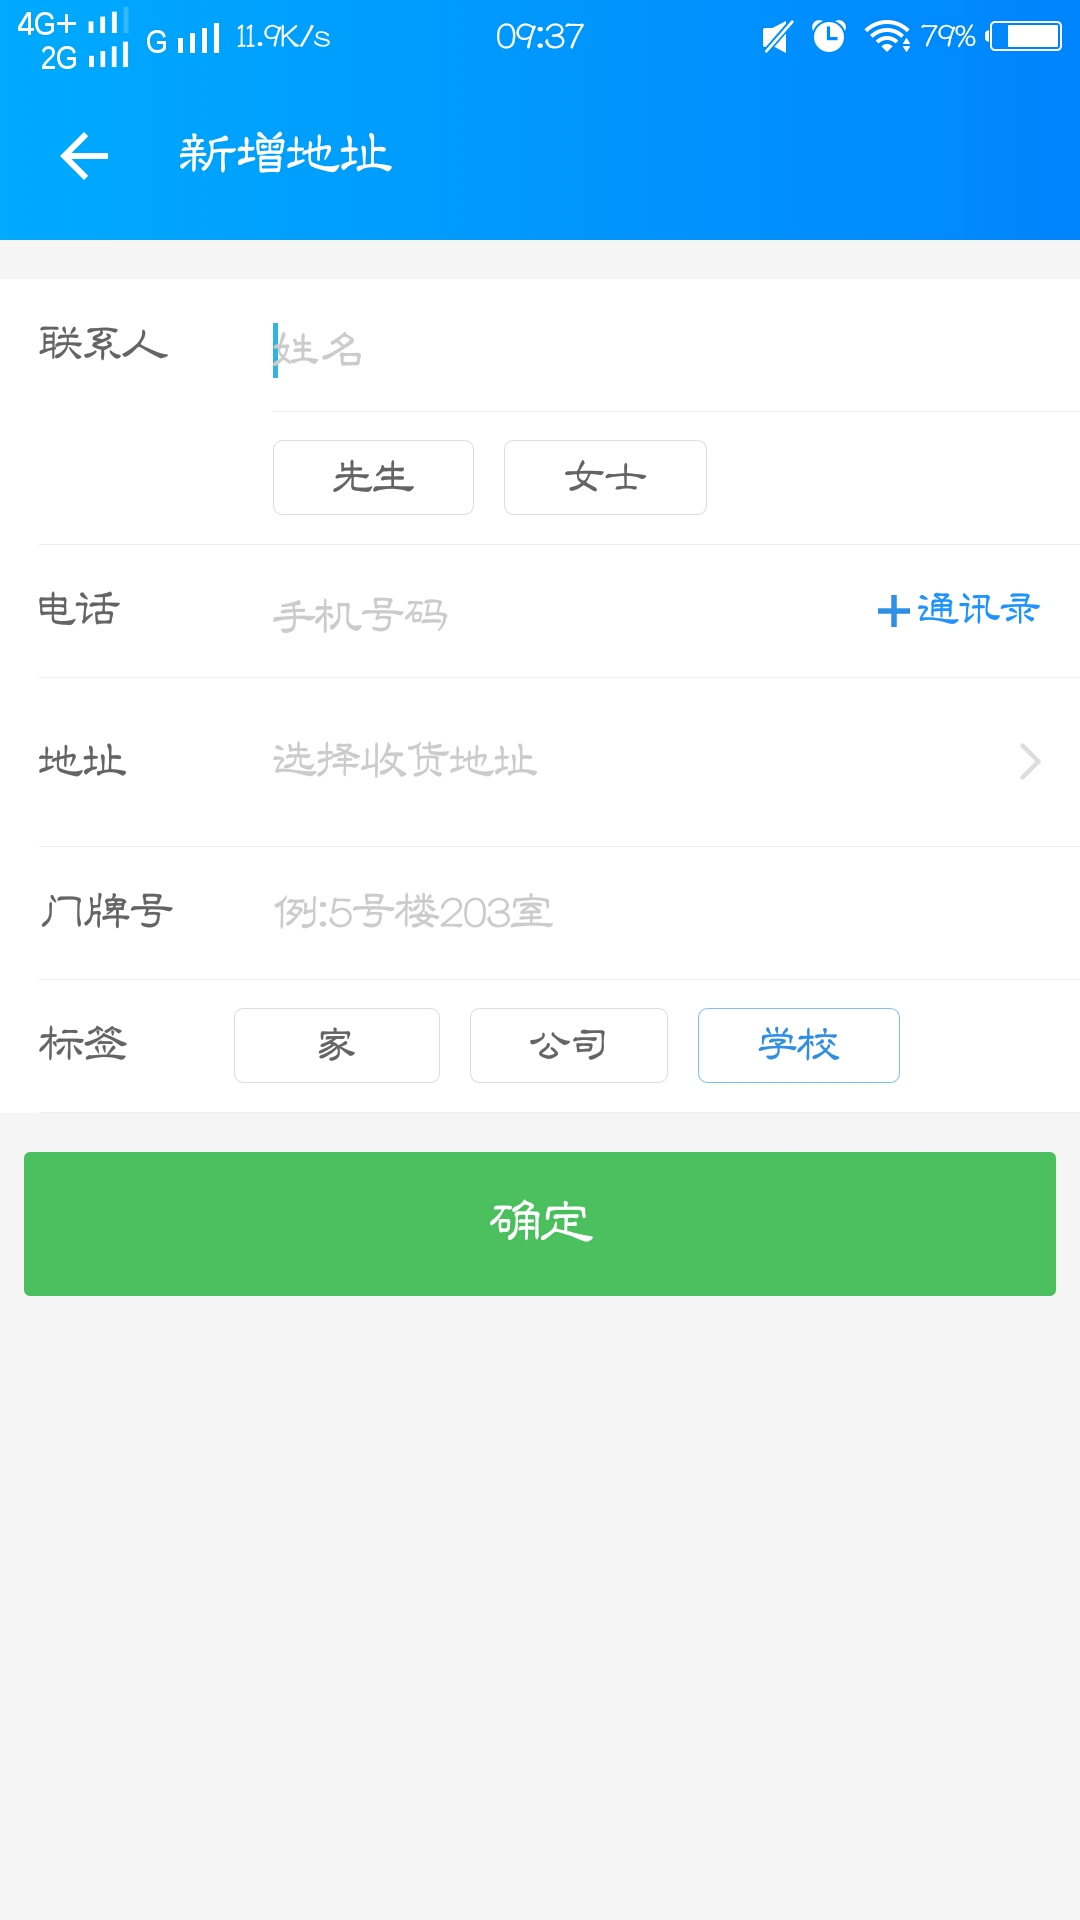 4G+ 2G G 11.9K/s 09:37 79%
新增地址
联系人 姓名
先生 女士
电话 手机号码 +通讯录
地址 选择收货地址
门牌号 例:5号楼203室
标签 家 公司 学校
确定